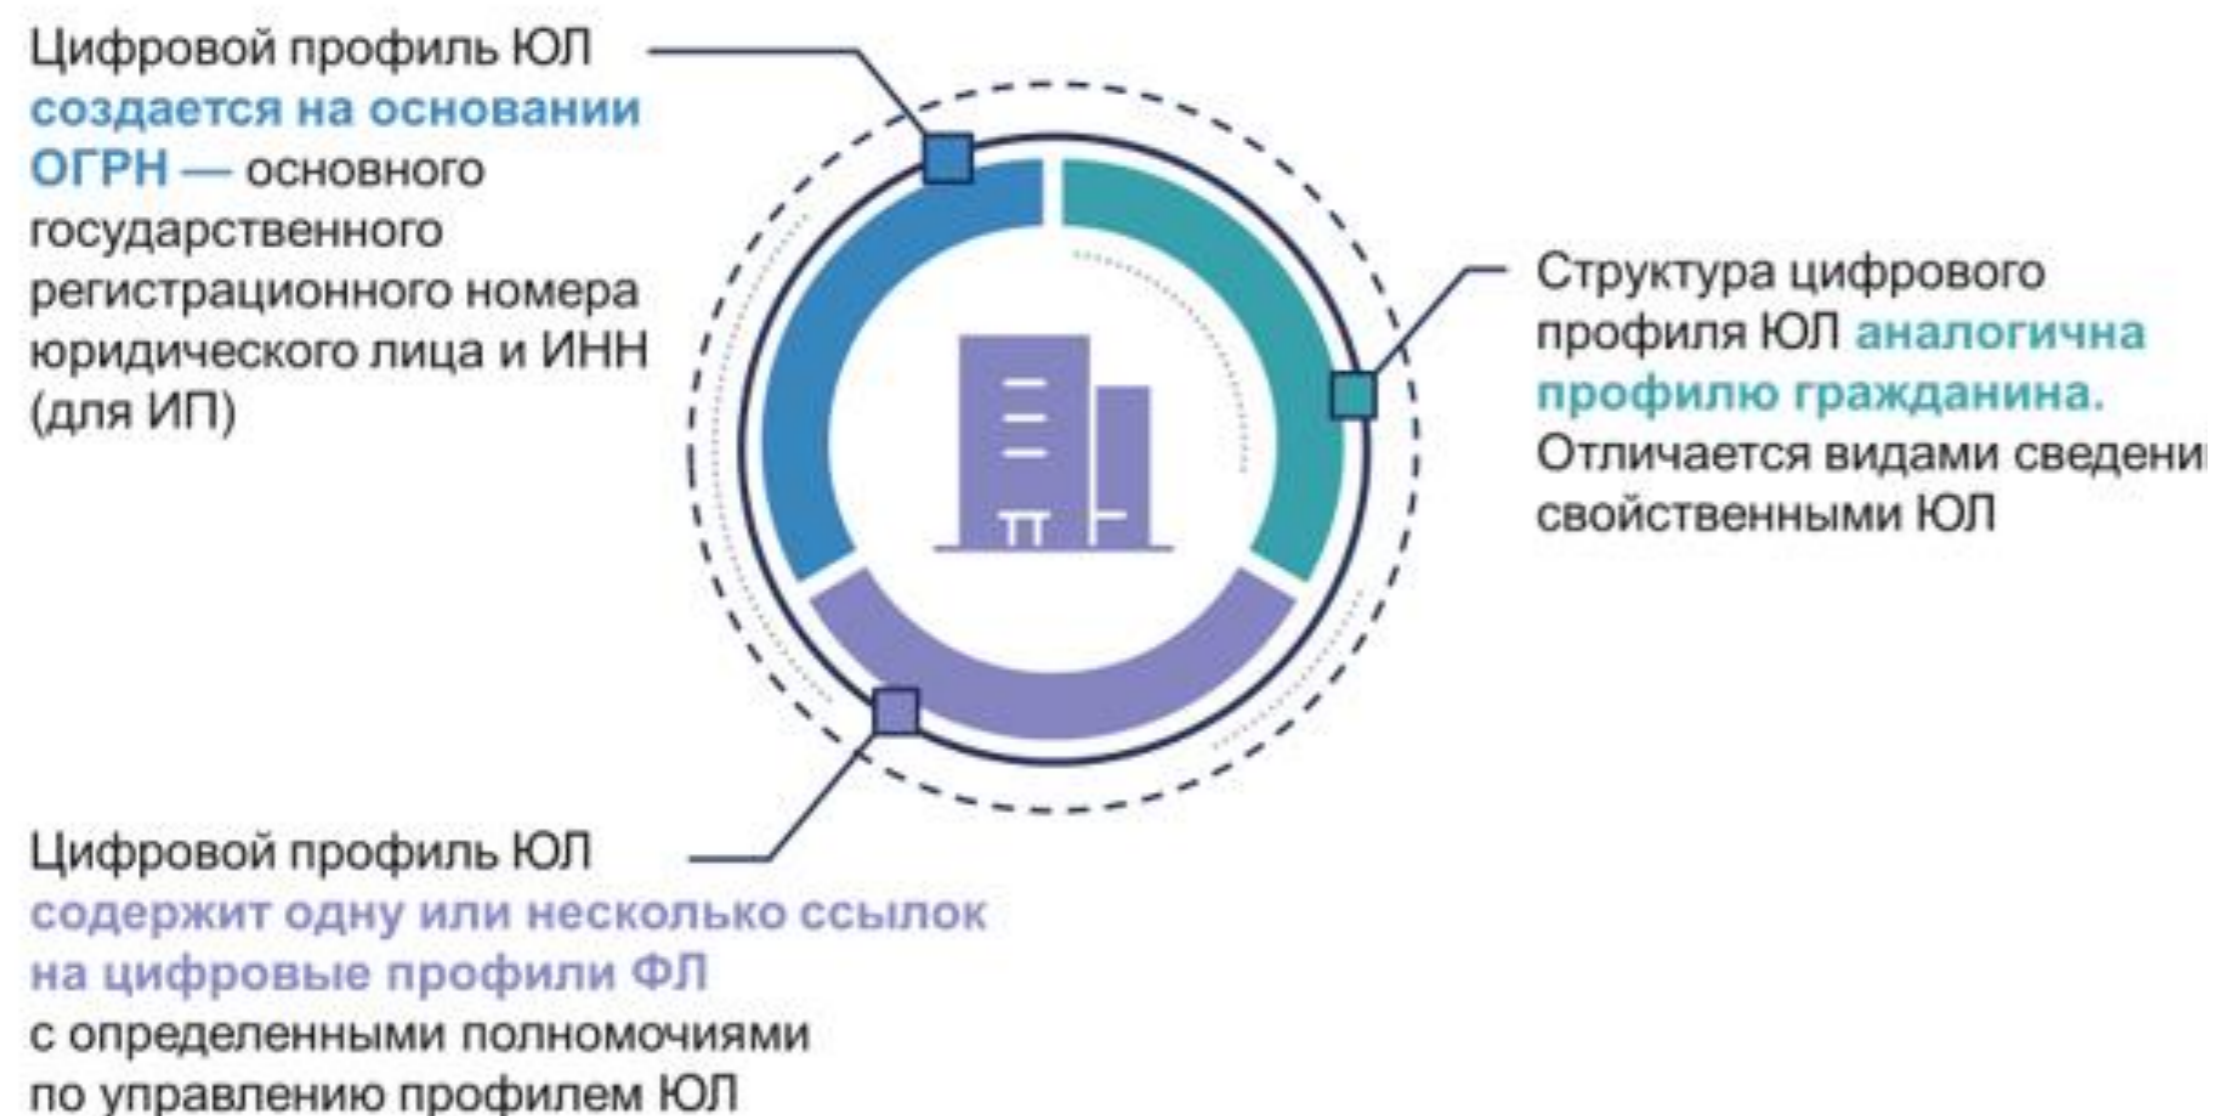 Цифровой профиль ЮЛ
создается на основании
ОГРН — основного
государственного
регистрационного номера
юридического лица и ИНН
(для ИП)
Структура цифрового
профиля ЮЛ аналогична
профилю гражданина.
Отличается видами сведени
свойственными ЮЛ
Цифровой профиль ЮЛ
содержит одну или несколько ссылок
на цифровые профили ФЛ
с определенными полномочиями
по управлению профилем ЮЛ